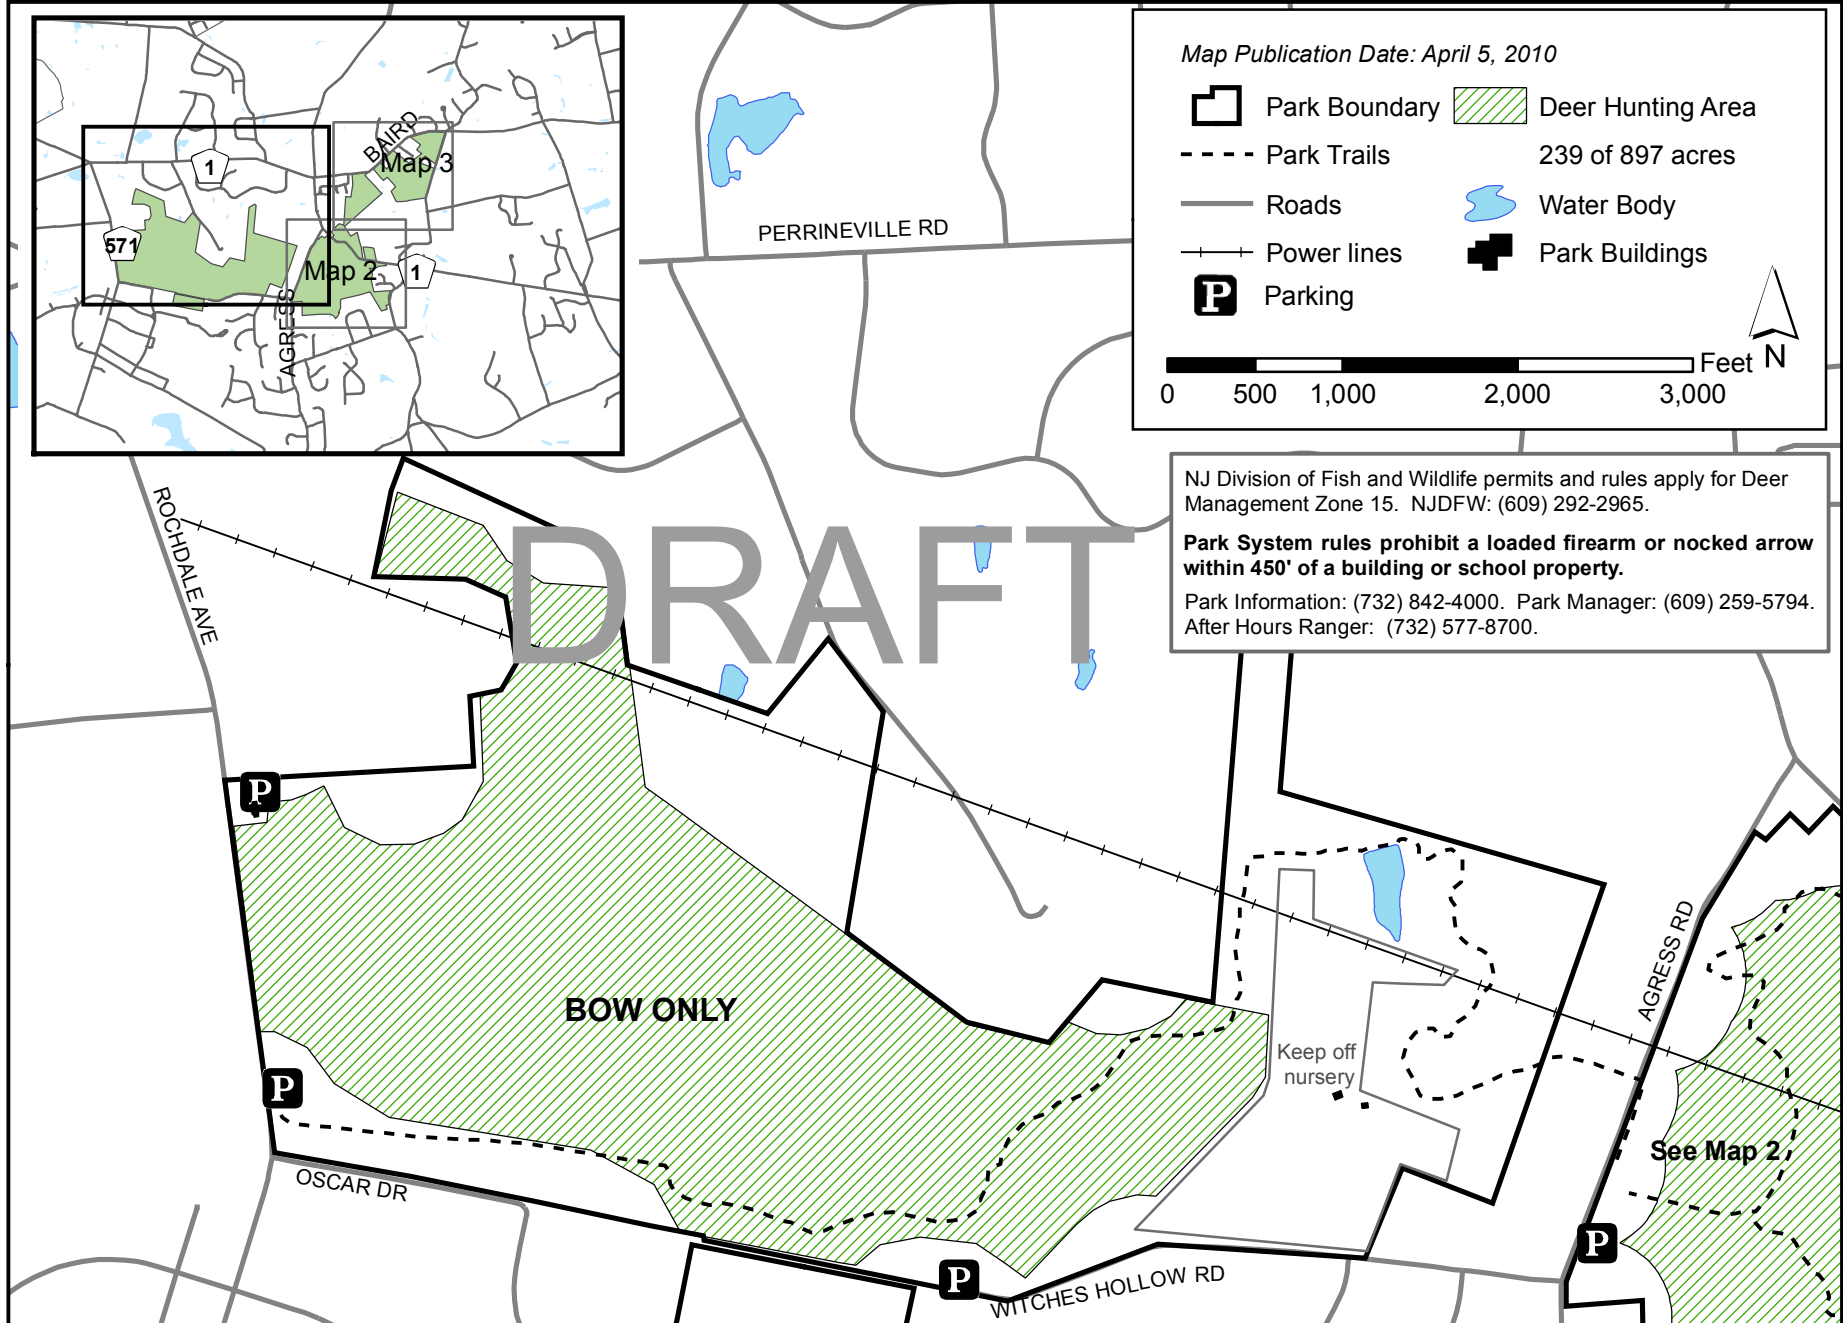 BAIRD
Map 3
1
571
Map 2
1
AGRESS
Map Publication Date: April 5, 2010
Park Boundary
Deer Hunting Area
Park Trails
239 of 897 acres
Roads
Water Body
Power lines
Park Buildings
P
Parking
N
Feet
0 500 1,000 2,000 3,000
PERRINEVILLE RD
NJ Division of Fish and Wildlife permits and rules apply for Deer
Management Zone 15. NJDFW: (609) 292-2965.
Park System rules prohibit a loaded firearm or nocked arrow
within 450' of a building or school property.
Park Information: (732) 842-4000. Park Manager: (609) 259-5794.
After Hours Ranger: (732) 577-8700.
ROCHDALE AVE
DRAFT
P
BOW ONLY
AGRESS RD
Keep off
nursery
P
See Map 2
OSCAR DR
P
P
WITCHES HOLLOW RD